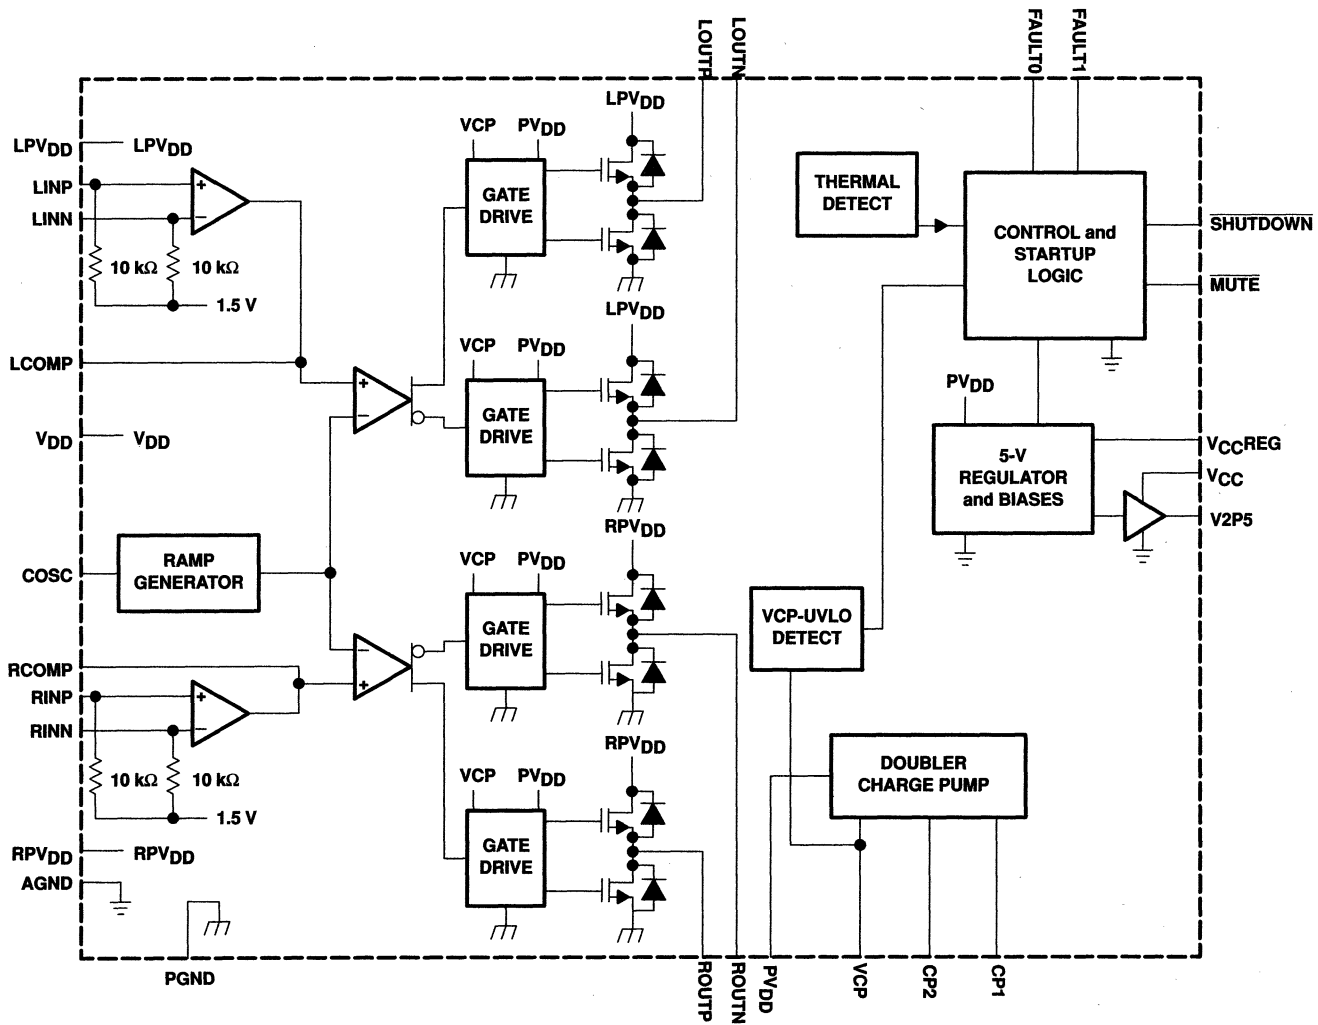 LOUTP
LOUTN
FAULT0
FAULT1
LPVDD
LPVDD
LINP
LINN
+
−
10 kΩ
10 kΩ
1.5 V
LCOMP
VDD
VDD
+
−
COSC
RAMP
GENERATOR
RCOMP
RINP
RINN
−
+
+
−
10 kΩ
10 kΩ
1.5 V
RPVDD
RPVDD
AGND
PGND
VCP
PVDD
LPVDD
GATE
DRIVE
VCP
PVDD
LPVDD
GATE
DRIVE
VCP
PVDD
RPVDD
GATE
DRIVE
VCP
PVDD
RPVDD
GATE
DRIVE
THERMAL
DETECT
CONTROL and
STARTUP
LOGIC
SHUTDOWN
MUTE
PVDD
5-V
REGULATOR
and BIASES
VCCREG
VCC
V2P5
VCP-UVLO
DETECT
DOUBLER
CHARGE PUMP
ROUTP
ROUTN
PVDD
VCP
CP2
CP1